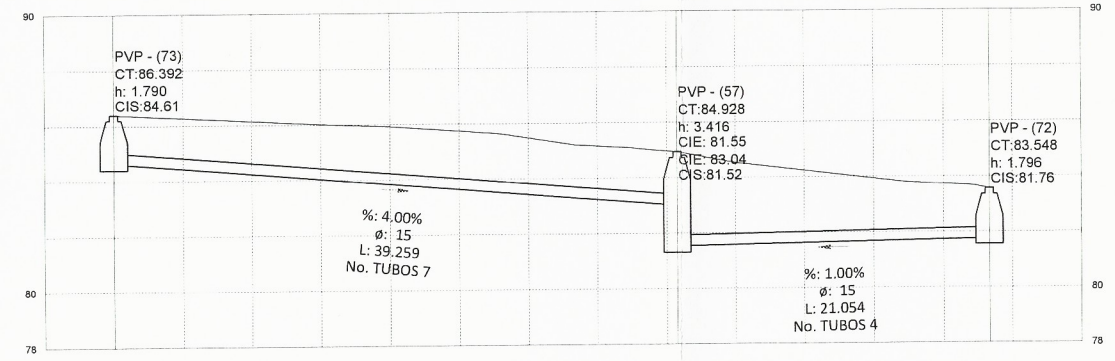 90
90
PVP - (73)
CT:86.392
h: 1.790
CIS:84.61
PVP - (57)
CT:84.928
h: 3.416
CIE: 81.55
CIE: 83.04
CIS:81.52
PVP - (72)
CT:83.548
h: 1.796
CIS:81.76
%: 4.00%
ø: 15
L: 39.259
No. TUBOS 7
%: 1.00%
ø: 15
L: 21.054
No. TUBOS 4
80
80
78
78